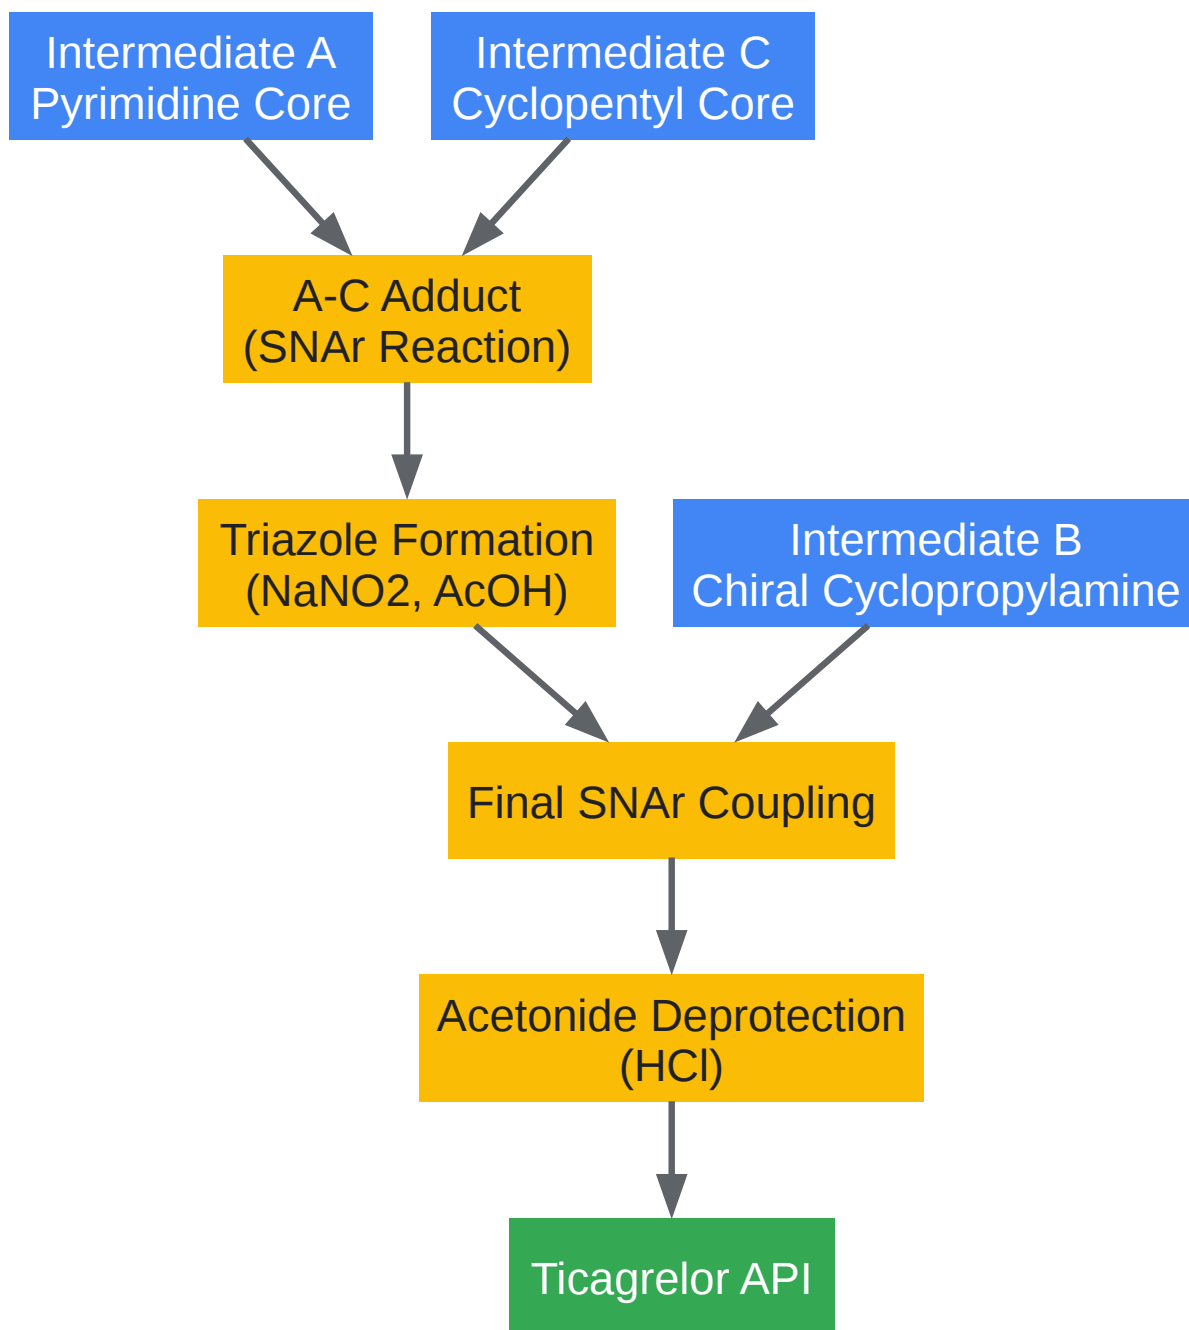 Intermediate A
Pyrimidine Core
Intermediate C
Cyclopentyl Core
A-C Adduct
(SNAr Reaction)
Triazole Formation
(NaNO2, AcOH)
Intermediate B
Chiral Cyclopropylamine
Final SNAr Coupling
Acetonide Deprotection
(HCl)
Ticagrelor API